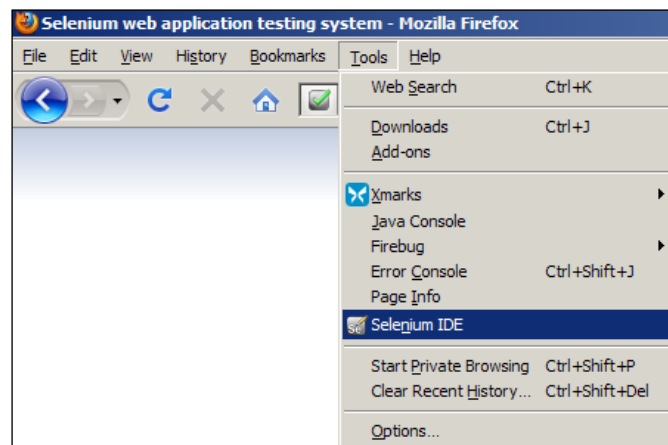 Selenium web application testing system - Mozilla Firefox
File Edit View History Bookmarks Tools Help
Web Search Ctrl+K
Downloads Ctrl+J
Add-ons
Xmarks
Java Console
Firebug
Error Console Ctrl+Shift+J
Page Info
Se Selenium IDE
Start Private Browsing Ctrl+Shift+P
Clear Recent History... Ctrl+Shift+Del
Options...